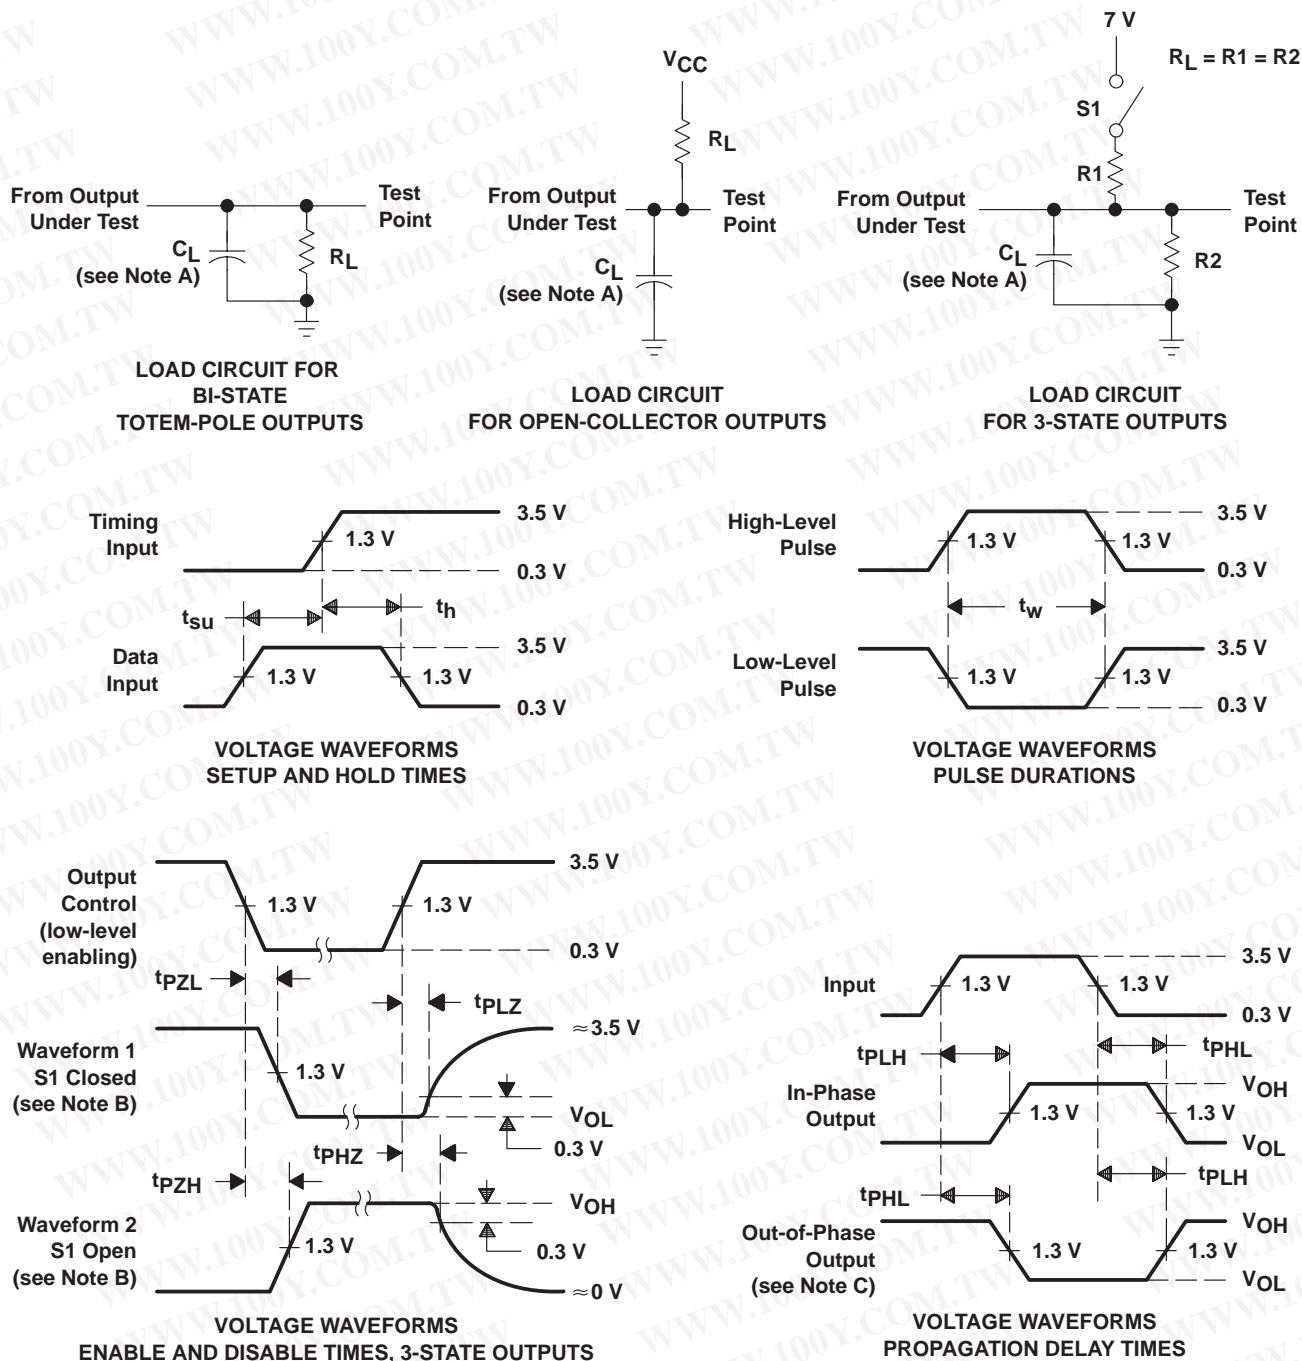 7 V
RL = R1 = R2
S1
R1
From Output
Under Test
Test
Point
CL
(see Note A)
R2
LOAD CIRCUIT
FOR 3-STATE OUTPUTS
VCC
RL
From Output
Under Test
Test
Point
CL
(see Note A)
LOAD CIRCUIT
FOR OPEN-COLLECTOR OUTPUTS
From Output
Under Test
Test
Point
CL
(see Note A)
RL
LOAD CIRCUIT FOR
BI-STATE
TOTEM-POLE OUTPUTS
Timing
Input
1.3 V
3.5 V
0.3 V
tsu
th
Data
Input
1.3 V
1.3 V
3.5 V
0.3 V
VOLTAGE WAVEFORMS
SETUP AND HOLD TIMES
High-Level
Pulse
1.3 V
1.3 V
3.5 V
0.3 V
tw
Low-Level
Pulse
1.3 V
1.3 V
3.5 V
0.3 V
VOLTAGE WAVEFORMS
PULSE DURATIONS
Output
Control
(low-level
enabling)
1.3 V
1.3 V
3.5 V
0.3 V
tPZL
tPLZ
Waveform 1
S1 Closed
(see Note B)
1.3 V
≈3.5 V
VOL
0.3 V
tPHZ
tPZH
Waveform 2
S1 Open
(see Note B)
1.3 V
VOH
0.3 V
≈0 V
VOLTAGE WAVEFORMS
ENABLE AND DISABLE TIMES, 3-STATE OUTPUTS
Input
1.3 V
1.3 V
3.5 V
0.3 V
tPLH
tPHL
In-Phase
Output
1.3 V
1.3 V
VOH
VOL
tPHL
tPLH
Out-of-Phase
Output
(see Note C)
1.3 V
1.3 V
VOH
VOL
VOLTAGE WAVEFORMS
PROPAGATION DELAY TIMES
WWW.100Y.COM.TW